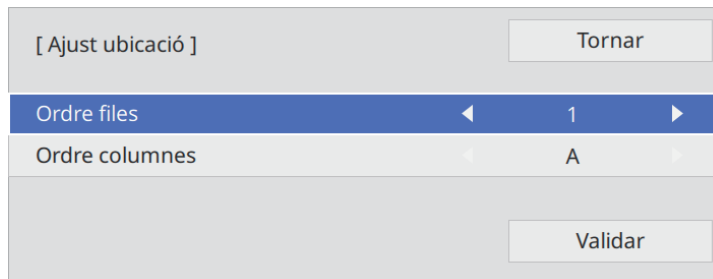 [ Ajust ubicació ]
Tornar
Ordre files 1
Ordre columnes A
Validar